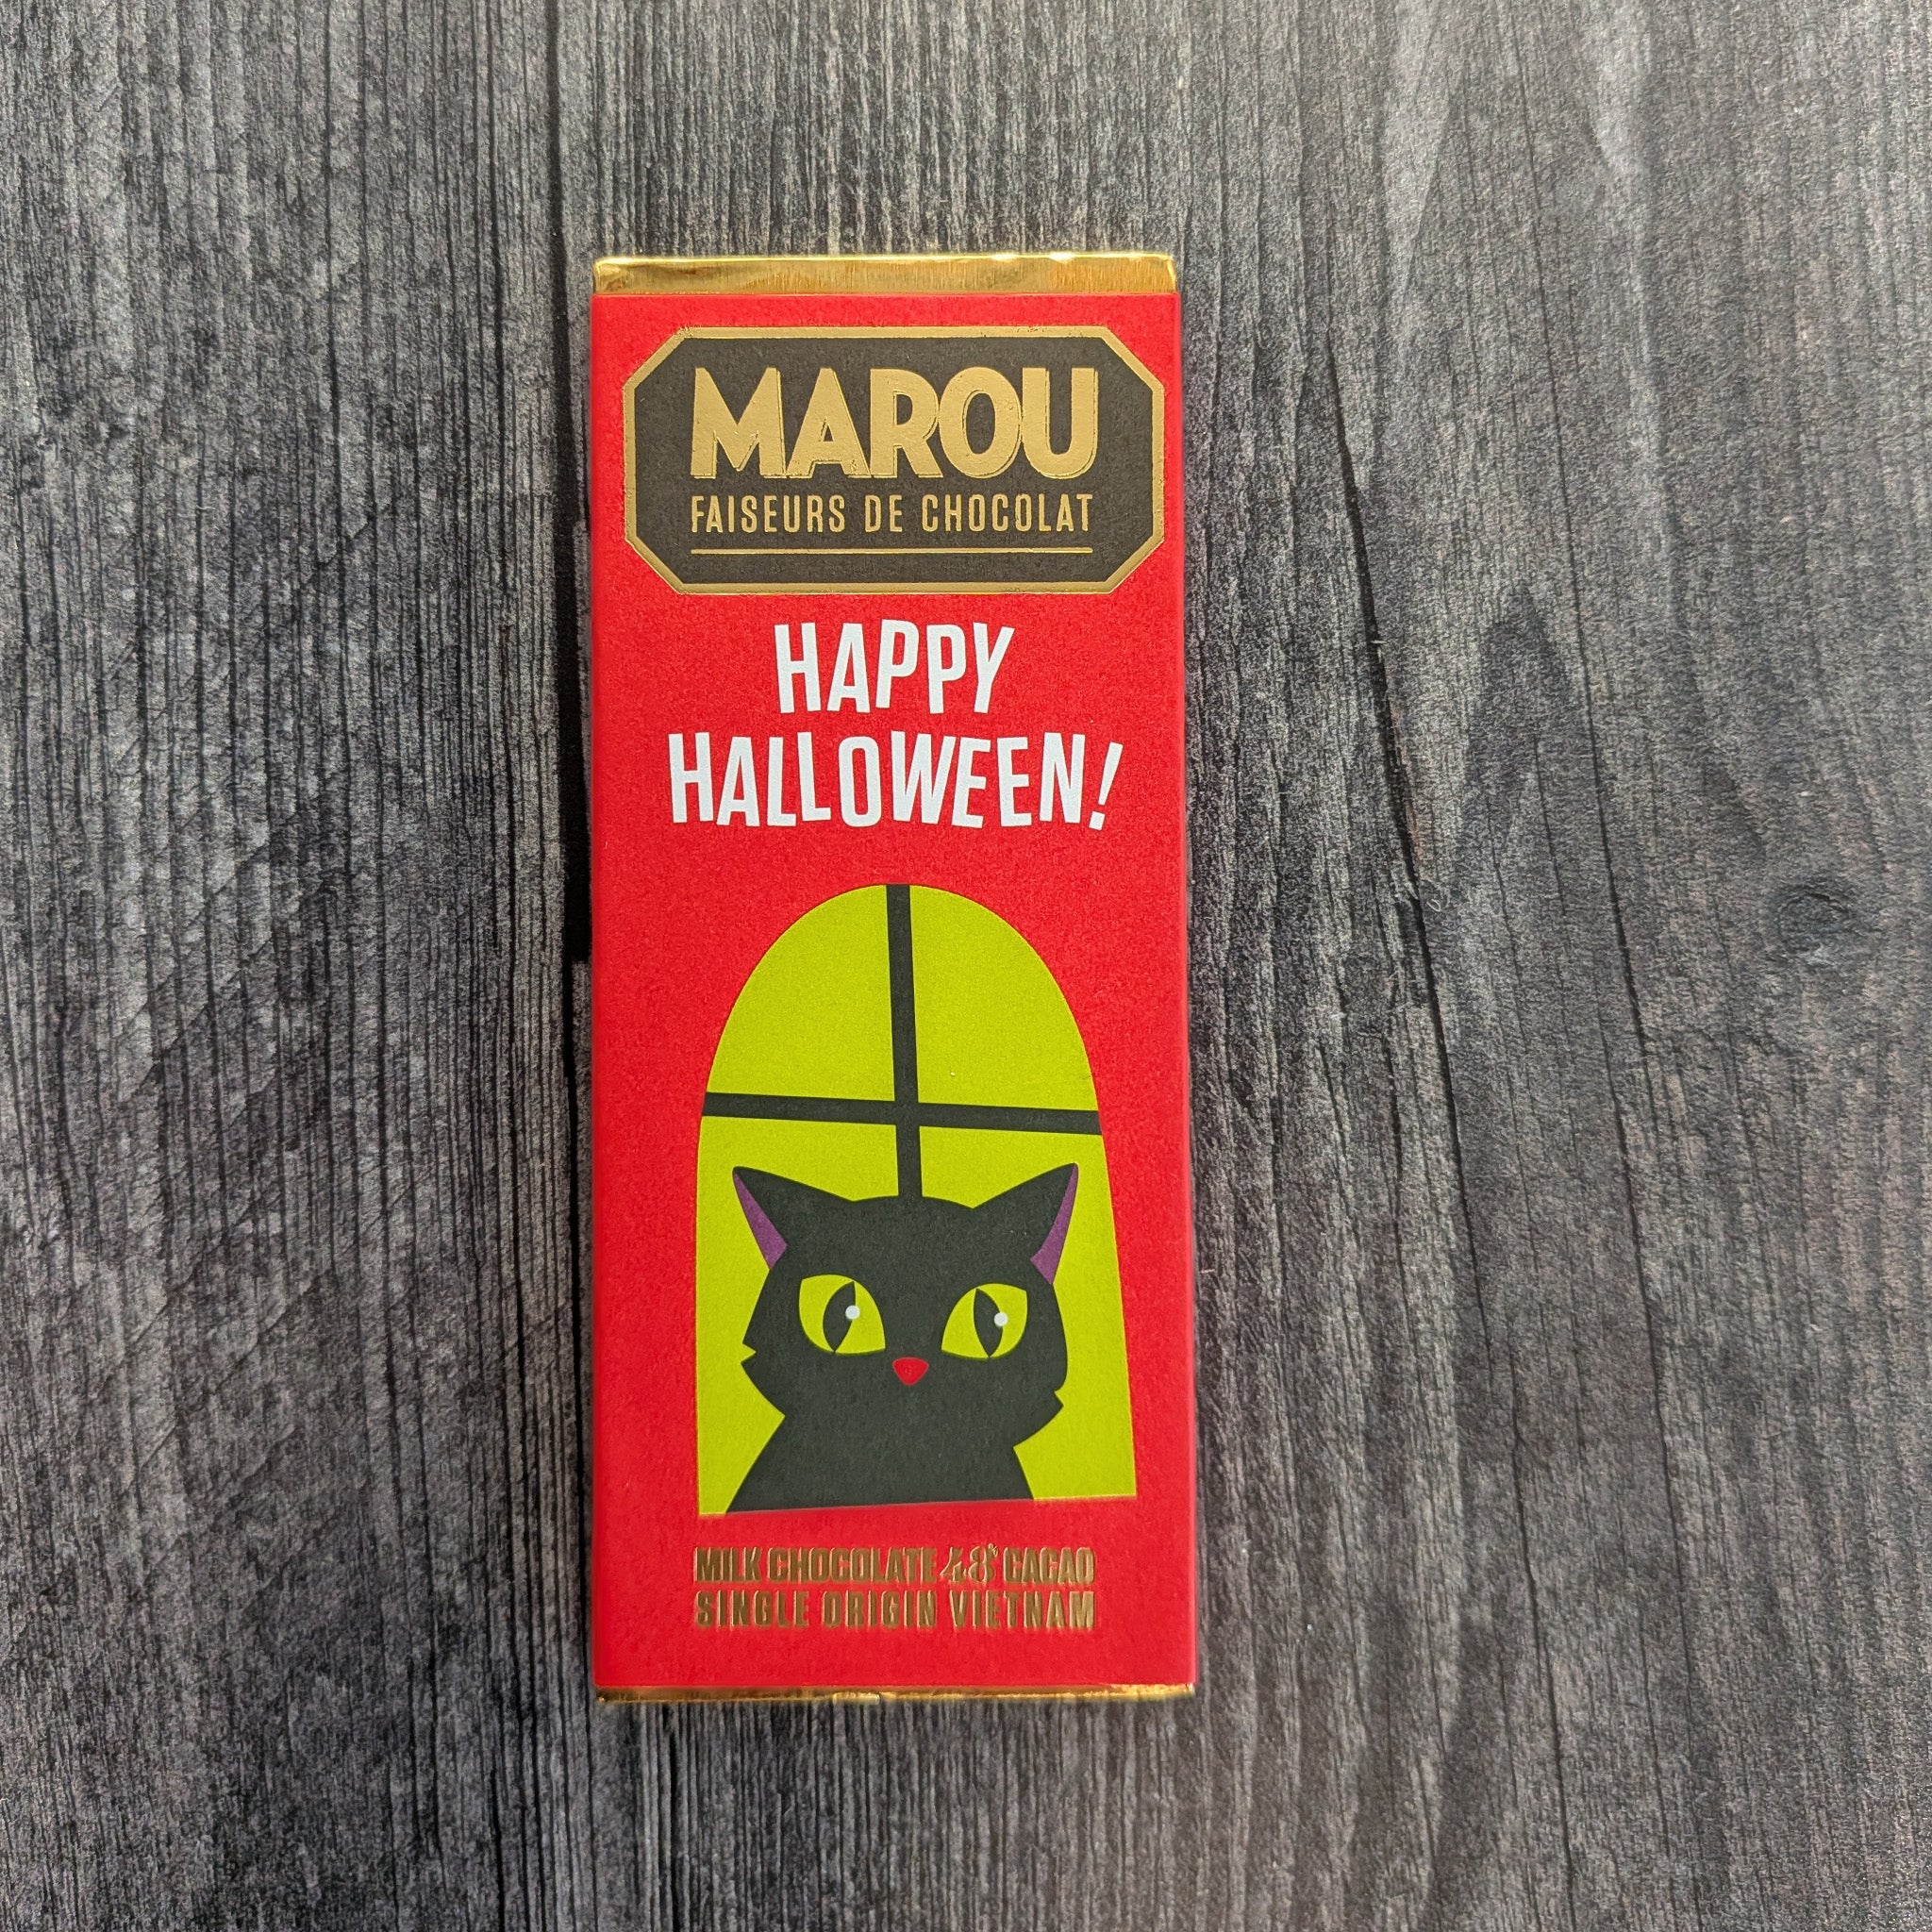 MAROU
FAISEURS DE CHOCOLAT
HAPPY
HALLOWEEN!
MILK CHOCOLATE 48% CACAO
SINGLE ORIGIN VIETNAM